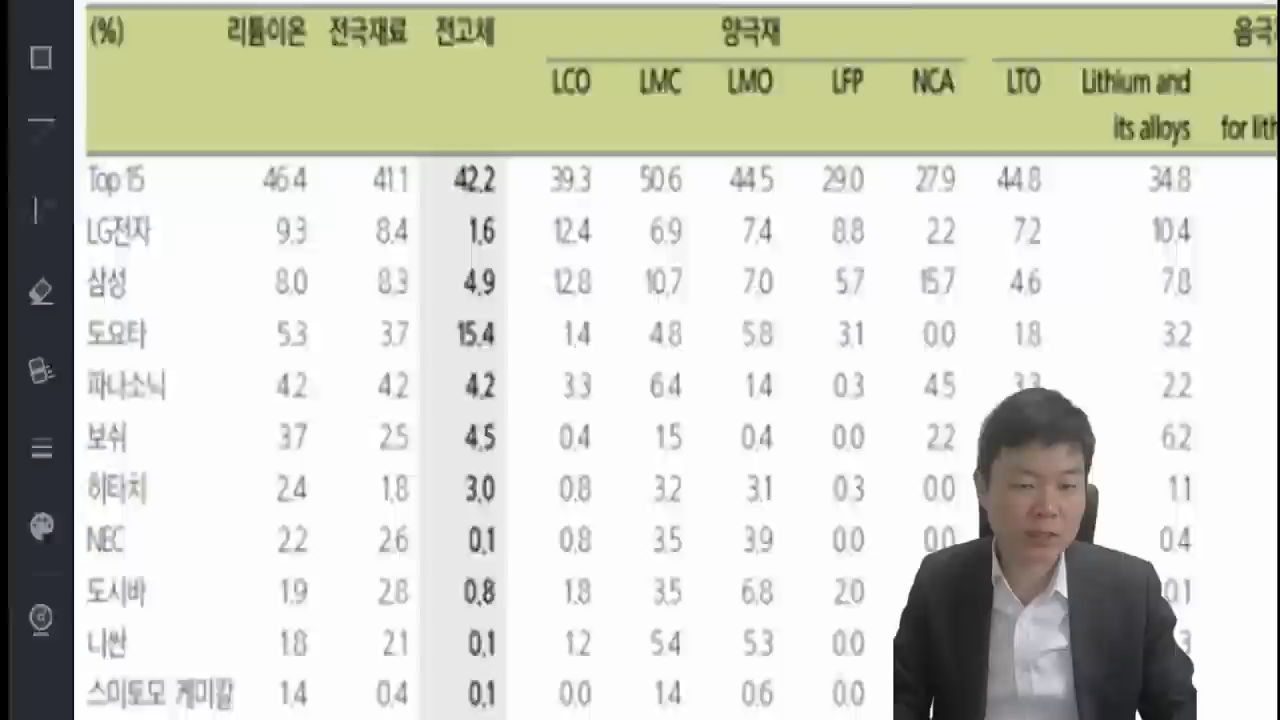 (%) 리튬이온 전극재료 전고체 양극재
LCO LMC LMO LFP NCA LTO Lithium and
its alloys for lith
Top 15 46.4 41.1 42.2 39.3 50.6 44.5 29.0 27.9 44.8 34.8
LG전자 9.3 8.4 1.6 12.4 6.9 7.4 8.8 2.2 7.2 10.4
삼성 8.0 8.3 4.9 12.8 10.7 7.0 5.7 15.7 4.6 7.8
도요타 5.3 3.7 15.4 1.4 4.8 5.8 3.1 0.0 1.8 3.2
파나소닉 4.2 4.2 4.2 3.3 6.4 1.4 0.3 4.5 3.3 2.2
보쉬 3.7 2.5 4.5 0.4 1.5 0.4 0.0 2.2 6.2
히타치 2.4 1.8 3.0 0.8 3.2 3.1 0.3 0.0 1.1
NEC 2.2 2.6 0.1 0.8 3.5 3.9 0.0 0.0 0.4
도시바 1.9 2.8 0.8 1.8 3.5 6.8 2.0 0.1
니싼 1.8 2.1 0.1 1.2 5.4 5.3 0.0
스미토모 케미칼 1.4 0.4 0.1 0.0 1.4 0.6 0.0